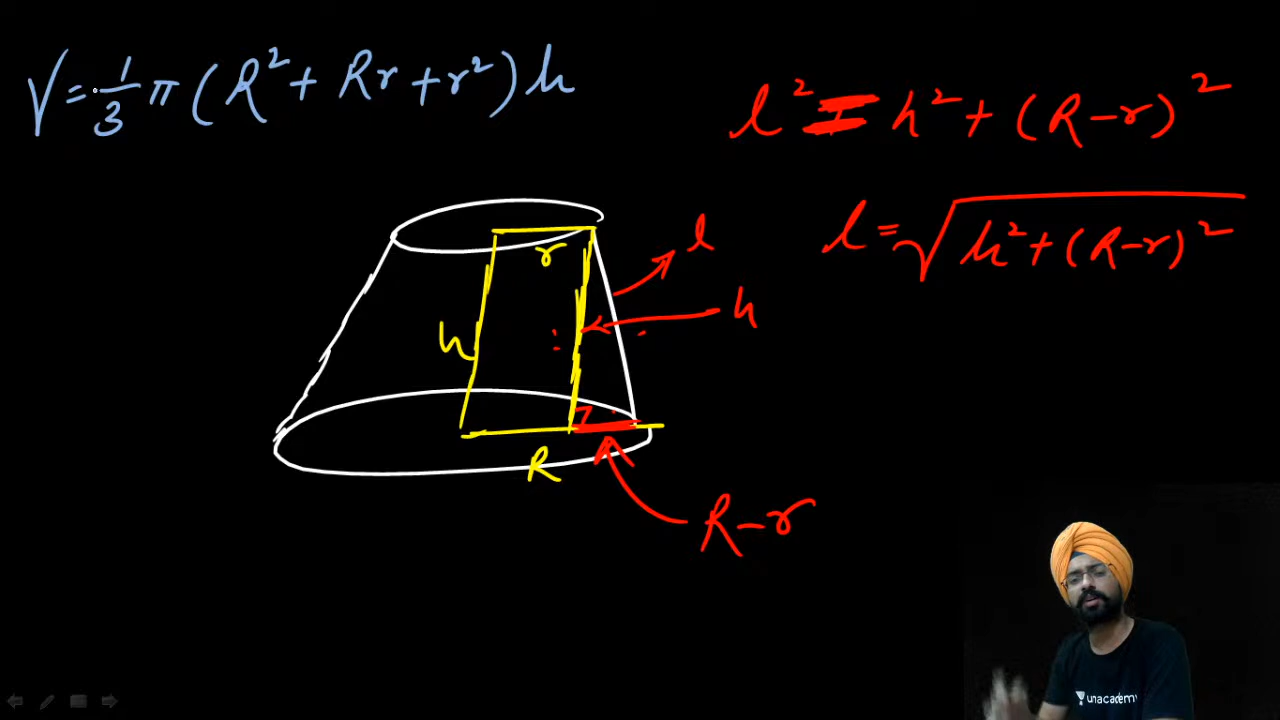 V = 1/3 π (R² + Rr + r²) h
l² = h² + (R-r)²
l = √h² + (R-r)²
r
l
h
h
R
R-r
unacademy